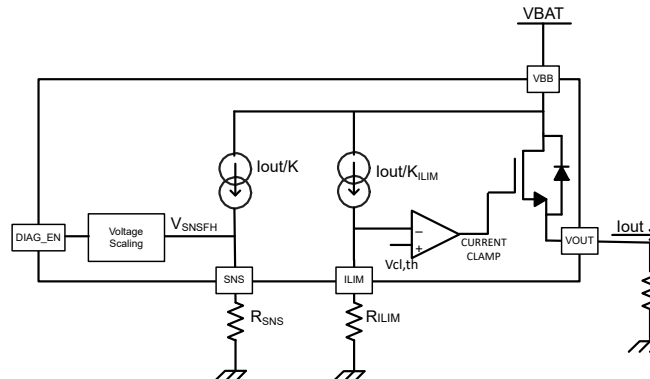 VBAT
VBB
Iout/K
Iout/KILIM
DIAG_EN
Voltage
Scaling
VSNSFH
−
+
Vcl,th
CURRENT
CLAMP
VOUT
Iout
SNS
ILIM
RSNS
RILIM